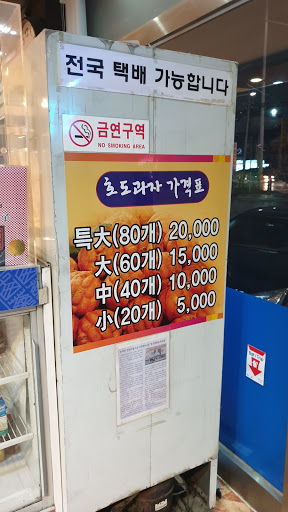 전국 택배 가능합니다
금연구역
NO SMOKING AREA
호도과자 가격표
특大(80개) 20,000
大(60개) 15,000
中(40개) 10,000
小(20개) 5,000